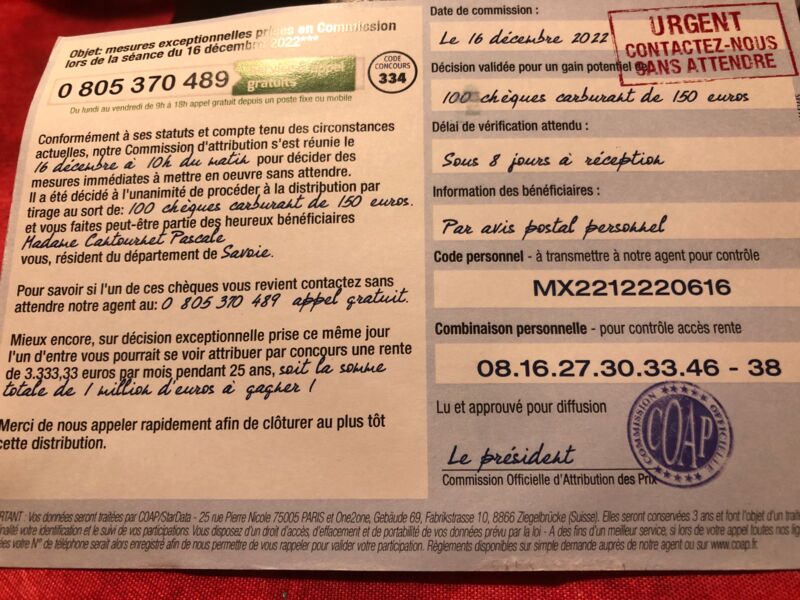 Objet: mesures exceptionnelles prises en Commission
lors de la séance du 16 décembre 2022***
0 805 370 489
appel
gratuits
CODE
CONCOURS
334
Du lundi au vendredi de 9h à 18h appel gratuit depuis un poste fixe ou mobile
Conformément à ses statuts et compte tenu des circonstances
actuelles, notre Commission d'attribution s'est réunie le
16 décembre à 10h du matin pour décider des
mesures immédiates à mettre en oeuvre sans attendre.
Il a été décidé à l'unanimité de procéder à la distribution par
tirage au sort de: 100 chèques carburant de 150 euros.
et vous faites peut-être partie des heureux bénéficiaires
Madame Cantournet Pascale
vous, résident du département de Savoie.
Pour savoir si l'un de ces chèques vous revient contactez sans
attendre notre agent au: 0 805 370 489 appel gratuit.
Mieux encore, sur décision exceptionnelle prise ce même jour
l'un d'entre vous pourrait se voir attribuer par concours une rente
de 3.333,33 euros par mois pendant 25 ans, soit la somme
totale de 1 million d'euros à gagner !
Merci de nous appeler rapidement afin de clôturer au plus tôt
cette distribution.
Date de commission :
Le 16 décembre 2022
URGENT
CONTACTEZ-NOUS
SANS ATTENDRE
Décision validée pour un gain potentiel de
100 chèques carburant de 150 euros
Délai de vérification attendu :
Sous 8 jours à réception
Information des bénéficiaires :
Par avis postal personnel
Code personnel - à transmettre à notre agent pour contrôle
MX2212220616
Combinaison personnelle - pour contrôle accès rente
08.16.27.30.33.46 - 38
Lu et approuvé pour diffusion
Le président
Commission Officielle d'Attribution des Prix
COMMISSION OFFICIELLE
COAP
RTANT : Vos données seront traitées par COAP/StarData - 25 rue Pierre Nicole 75005 PARIS et One2one, Gebäude 69, Fabrikstrasse 10, 8866 Ziegelbrücke (Suisse). Elles seront conservées 3 ans et font l'objet d'un trait
nalité votre identification et le suivi de vos participations. Vous disposez d'un droit d'accès, d'effacement et de portabilité de vos données prévu par la loi - A des fins d'un meilleur service, si lors de votre appel toutes nos lig
ées votre N° de téléphone serait alors enregistré afin de nous permettre de vous rappeler pour valider votre participation. Règlements disponibles sur simple demande auprès de notre agent ou sur www.coap.fr.